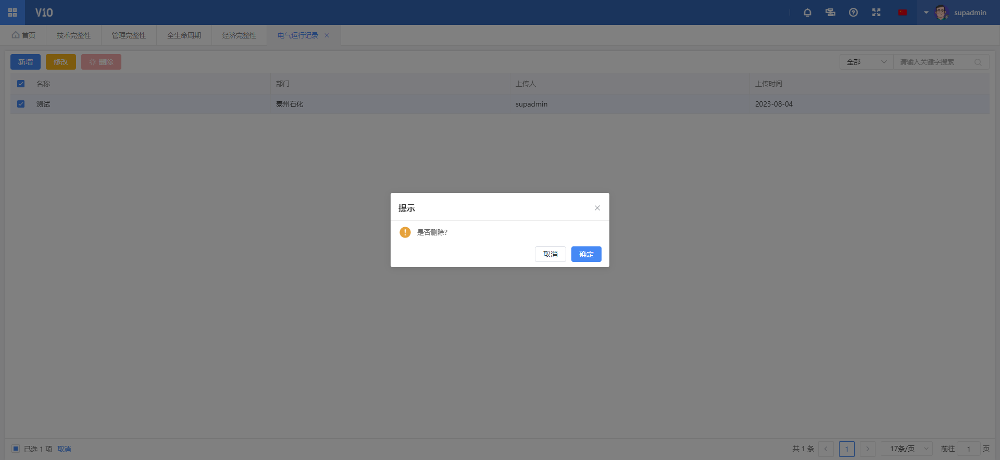 V10
supadmin
首页 技术完整性 管理完整性 全生命周期 经济完整性 电气运行记录
新增 修改 删除 全部 请输入关键字搜索
名称 部门 上传人 上传时间
测试 泰州石化 supadmin 2023-08-04
提示
是否删除?
取消 确定
已选 1 项 取消 共 1 条 1 17条/页 前往 1 页